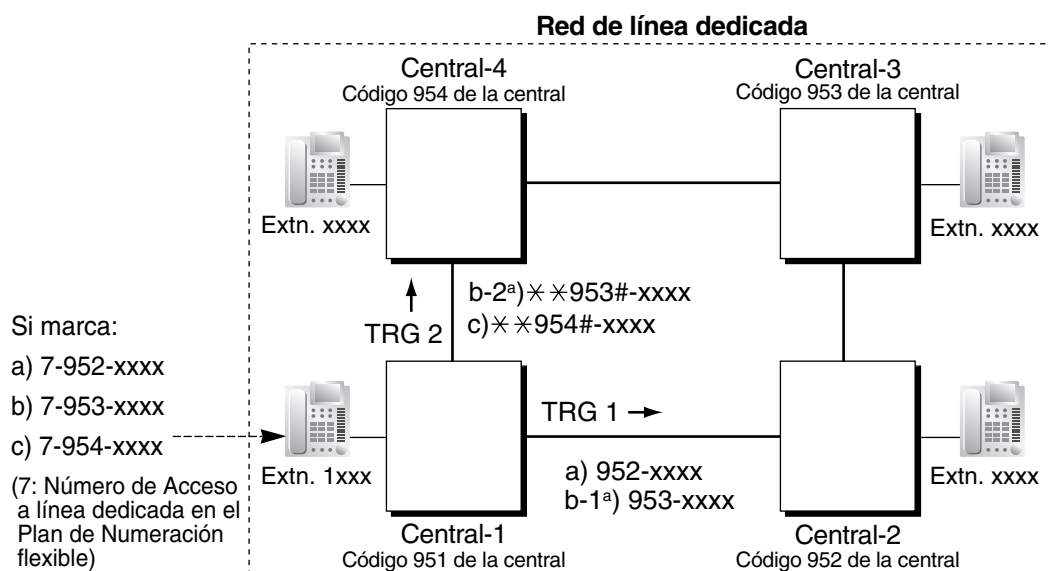 Red de línea dedicada
Central-4
Código 954 de la central
Central-3
Código 953 de la central
Extn. xxxx
Extn. xxxx
b-2ª)✳✳953#-xxxx
c)✳✳954#-xxxx
TRG 2
Si marca:
a) 7-952-xxxx
b) 7-953-xxxx
c) 7-954-xxxx
(7: Número de Acceso
a línea dedicada en el
Plan de Numeración
flexible)
Extn. 1xxx
TRG 1
a) 952-xxxx
b-1ª) 953-xxxx
Extn. xxxx
Central-1
Código 951 de la central
Central-2
Código 952 de la central